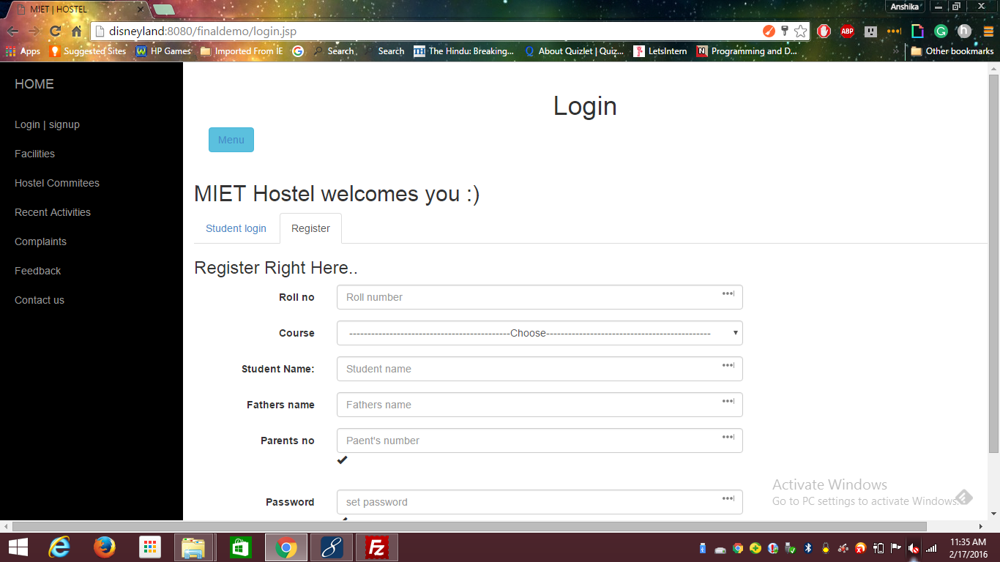 MIET | HOSTEL
Anshika
disneyland:8080/finaldemo/login.jsp
ABP
Apps Suggested Sites HP Games Imported From IE Search Search The Hindu: Breaking... About Quizlet | Quiz... LetsIntern Programming and D... » Other bookmarks
HOME
Login | signup
Facilities
Hostel Commitees
Recent Activities
Complaints
Feedback
Contact us
Login
Menu
MIET Hostel welcomes you :)
Student login Register
Register Right Here..
Roll no Roll number
Course --------------------------------------------Choose---------------------------------------------
Student Name: Student name
Fathers name Fathers name
Parents no Paent's number
Password set password
Activate Windows
Go to PC settings to activate Windows.
11:35 AM
2/17/2016